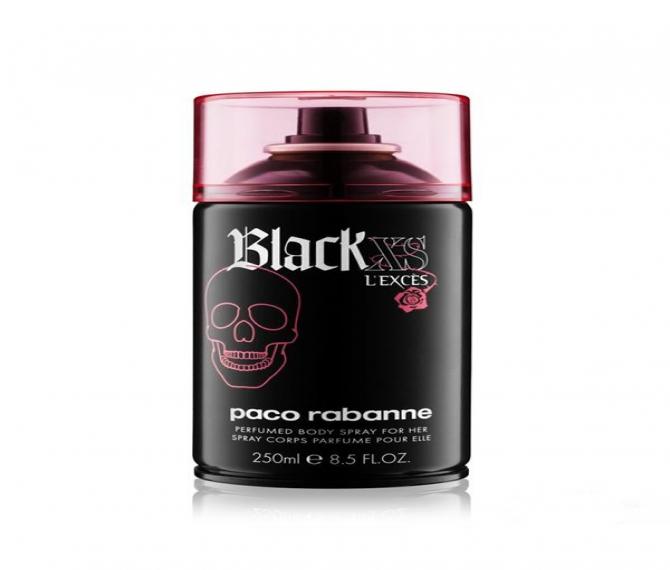 Black XS
L'EXCÈS
paco rabanne
PERFUMED BODY SPRAY FOR HER
SPRAY CORPS PARFUME POUR ELLE
250ml ℮ 8.5 FL.OZ.